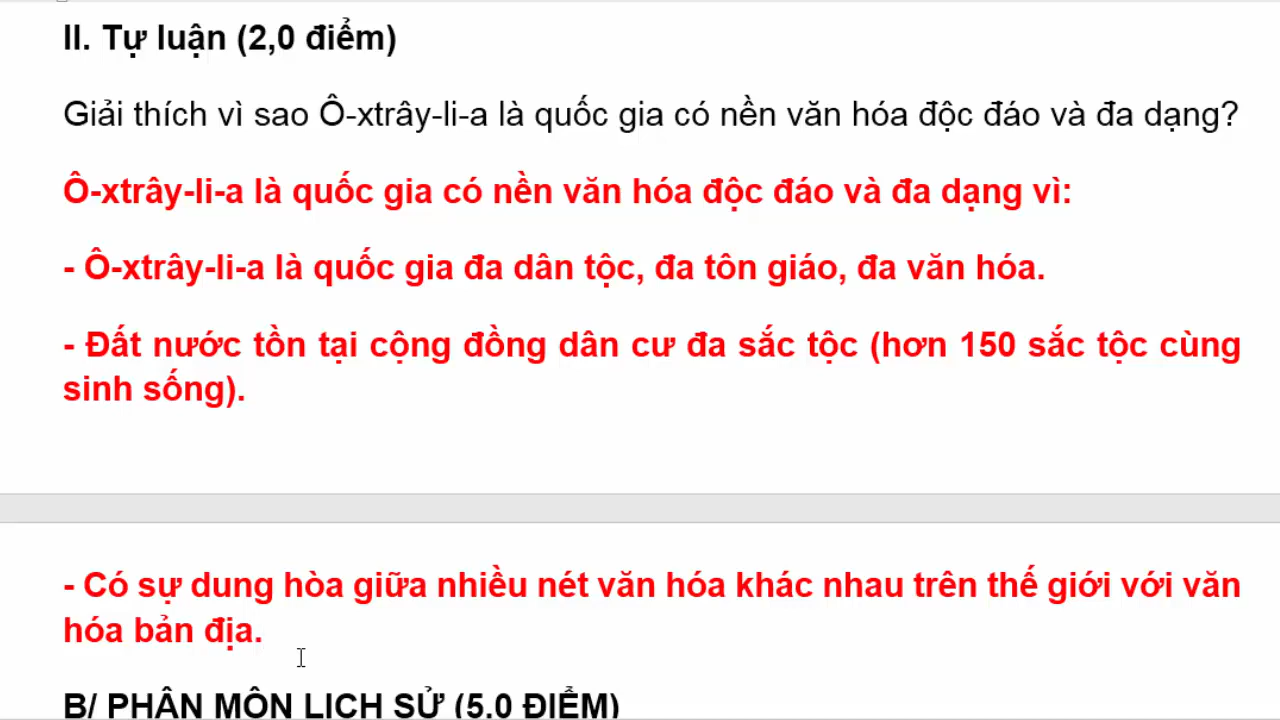 II. Tự luận (2,0 điểm)
Giải thích vì sao Ô-xtrây-li-a là quốc gia có nền văn hóa độc đáo và đa dạng?
Ô-xtrây-li-a là quốc gia có nền văn hóa độc đáo và đa dạng vì:
- Ô-xtrây-li-a là quốc gia đa dân tộc, đa tôn giáo, đa văn hóa.
- Đất nước tồn tại cộng đồng dân cư đa sắc tộc (hơn 150 sắc tộc cùng
sinh sống).
- Có sự dung hòa giữa nhiều nét văn hóa khác nhau trên thế giới với văn
hóa bản địa.
B/ PHÂN MÔN LỊCH SỬ (5,0 ĐIỂM)